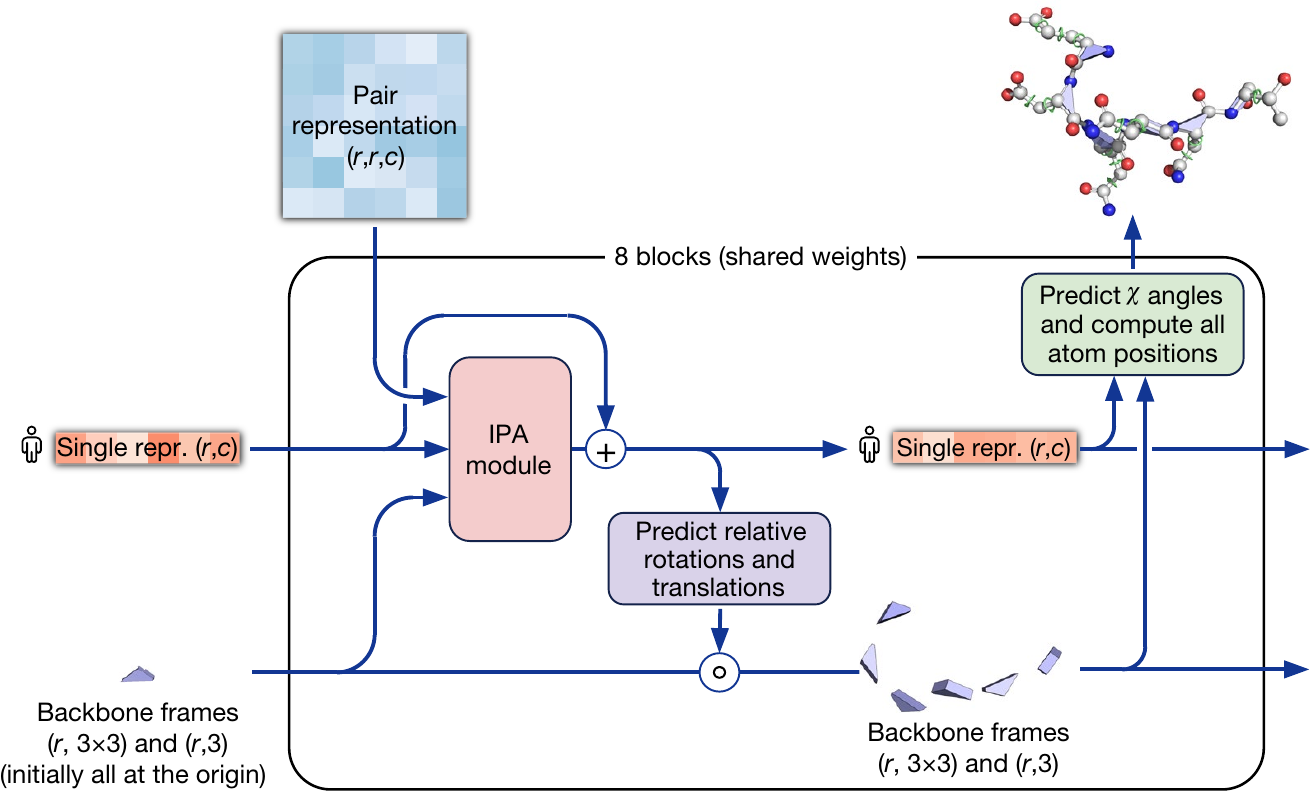 Pair
representation
(r,r,c)
8 blocks (shared weights)
Predict χ angles
and compute all
atom positions
Single repr. (r,c)
IPA
module
+
Single repr. (r,c)
Predict relative
rotations and
translations
Backbone frames
(r, 3×3) and (r,3)
(initially all at the origin)
Backbone frames
(r, 3×3) and (r,3)